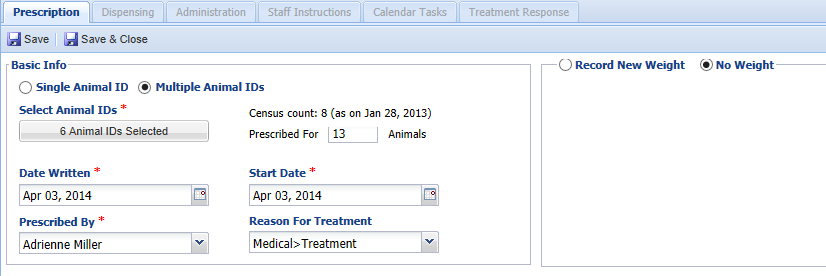 Prescription Dispensing Administration Staff Instructions Calendar Tasks Treatment Response
Save Save & Close
Basic Info
Record New Weight No Weight
Single Animal ID Multiple Animal IDs
Select Animal IDs *
Census count: 8 (as on Jan 28, 2013)
6 Animal IDs Selected
Prescribed For 13 Animals
Date Written * Start Date *
Apr 03, 2014 Apr 03, 2014
Prescribed By * Reason For Treatment
Adrienne Miller Medical>Treatment